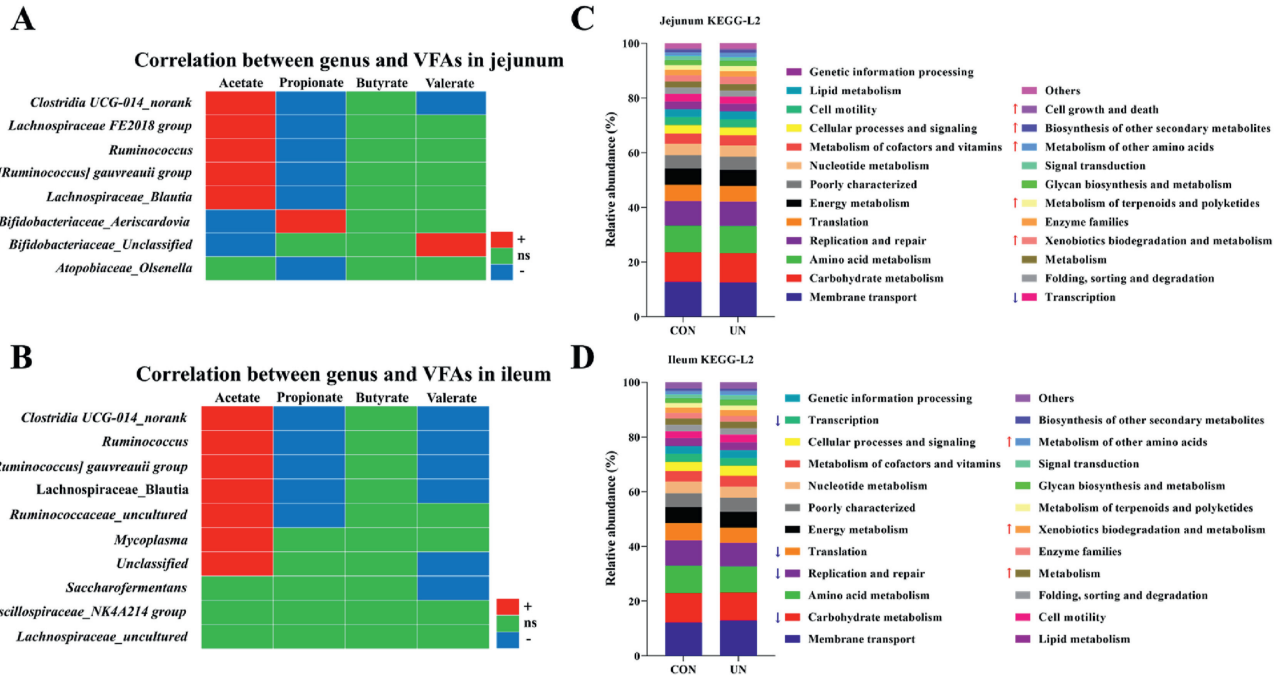 A
Correlation between genus and VFAs in jejunum
Acetate Propionate Butyrate Valerate
Clostridia UCG-014_norank
Lachnospiraceae FE2018 group
Ruminococcus
[Ruminococcus] gauvreauii group
Lachnospiraceae_Blautia
Bifidobacteriaceae_Aeriscardovia
Bifidobacteriaceae_Unclassified
Atopobiaceae_Olsenella
+
ns
-
B
Correlation between genus and VFAs in ileum
Acetate Propionate Butyrate Valerate
Clostridia UCG-014_norank
Ruminococcus
Ruminococcus] gauvreauii group
Lachnospiraceae_Blautia
Ruminococcaceae_uncultured
Mycoplasma
Unclassified
Saccharofermentans
scillospiraceae_NK4A214 group
Lachnospiraceae_uncultured
+
ns
-
C
Jejunum KEGG-L2
Relative abundance (%)
100
80
60
40
20
0
CON UN
Genetic information processing
Lipid metabolism
Cell motility
Cellular processes and signaling
Metabolism of cofactors and vitamins
Nucleotide metabolism
Poorly characterized
Energy metabolism
Translation
Replication and repair
Amino acid metabolism
Carbohydrate metabolism
Membrane transport
Others
↑ Cell growth and death
↑ Biosynthesis of other secondary metabolites
↑ Metabolism of other amino acids
Signal transduction
Glycan biosynthesis and metabolism
↑ Metabolism of terpenoids and polyketides
Enzyme families
↑ Xenobiotics biodegradation and metabolism
Metabolism
Folding, sorting and degradation
↓ Transcription
D
Ileum KEGG-L2
Relative abundance (%)
100
80
60
40
20
0
CON UN
Genetic information processing
↓ Transcription
Cellular processes and signaling
Metabolism of cofactors and vitamins
Nucleotide metabolism
Poorly characterized
Energy metabolism
↓ Translation
↓ Replication and repair
Amino acid metabolism
↓ Carbohydrate metabolism
Membrane transport
Others
Biosynthesis of other secondary metabolites
↑ Metabolism of other amino acids
Signal transduction
Glycan biosynthesis and metabolism
Metabolism of terpenoids and polyketides
↑ Xenobiotics biodegradation and metabolism
Enzyme families
↑ Metabolism
Folding, sorting and degradation
Cell motility
Lipid metabolism